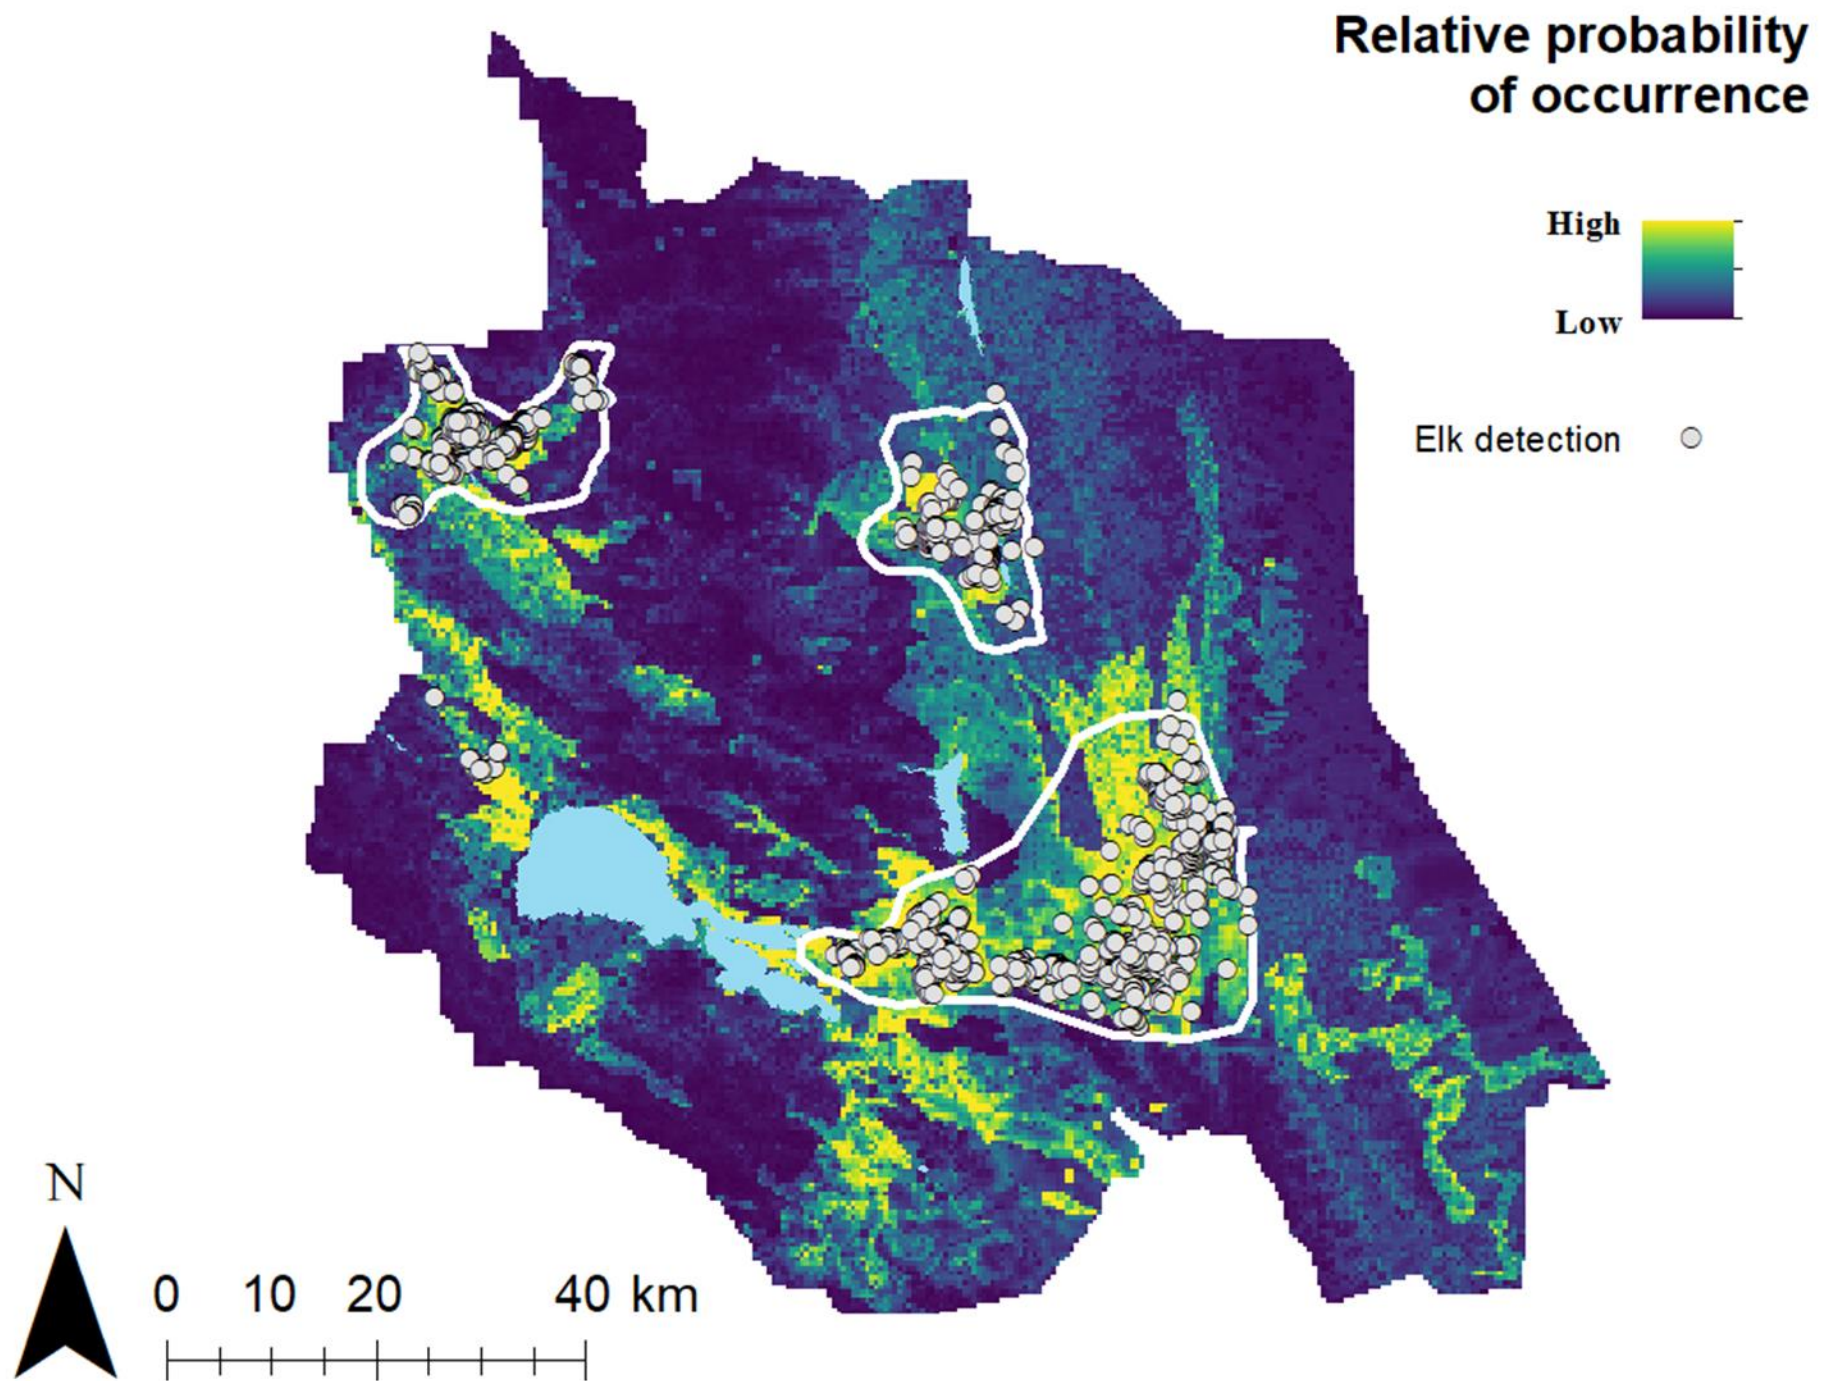 Relative probability
of occurrence
High
Low
Elk detection
N
0 10 20 40 km